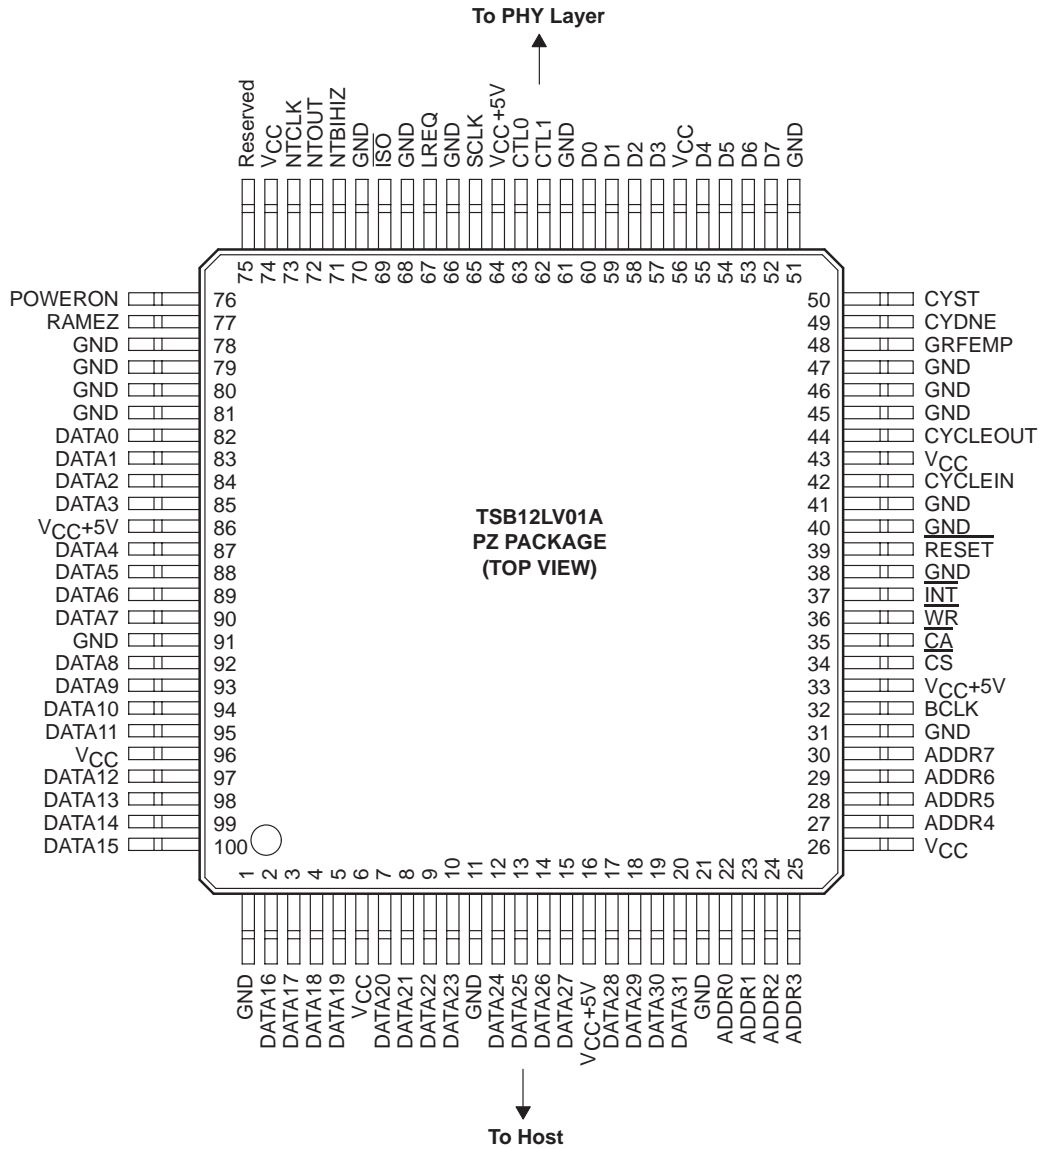 To PHY Layer
Reserved
VCC
NTCLK
NTOUT
NTBIHIZ
GND
ISO
GND
LREQ
GND
SCLK
VCC+5V
CTL0
CTL1
GND
D0
D1
D2
D3
VCC
D4
D5
D6
D7
GND
75 74 73 72 71 70 69 68 67 66 65 64 63 62 61 60 59 58 57 56 55 54 53 52 51
POWERON 76 50 CYST
RAMEZ 77 49 CYDNE
GND 78 48 GRFEMP
GND 79 47 GND
GND 80 46 GND
GND 81 45 GND
DATA0 82 44 CYCLEOUT
DATA1 83 43 VCC
DATA2 84 42 CYCLEIN
DATA3 85 41 GND
VCC+5V 86 40 GND
DATA4 87 39 RESET
DATA5 88 38 GND
DATA6 89 37 INT
DATA7 90 36 WR
GND 91 35 CA
DATA8 92 34 CS
DATA9 93 33 VCC+5V
DATA10 94 32 BCLK
DATA11 95 31 GND
VCC 96 30 ADDR7
DATA12 97 29 ADDR6
DATA13 98 28 ADDR5
DATA14 99 27 ADDR4
DATA15 100 26 VCC
TSB12LV01A
PZ PACKAGE
(TOP VIEW)
1 2 3 4 5 6 7 8 9 10 11 12 13 14 15 16 17 18 19 20 21 22 23 24 25
GND
DATA16
DATA17
DATA18
DATA19
VCC
DATA20
DATA21
DATA22
DATA23
GND
DATA24
DATA25
DATA26
DATA27
VCC+5V
DATA28
DATA29
DATA30
DATA31
GND
ADDR0
ADDR1
ADDR2
ADDR3
To Host